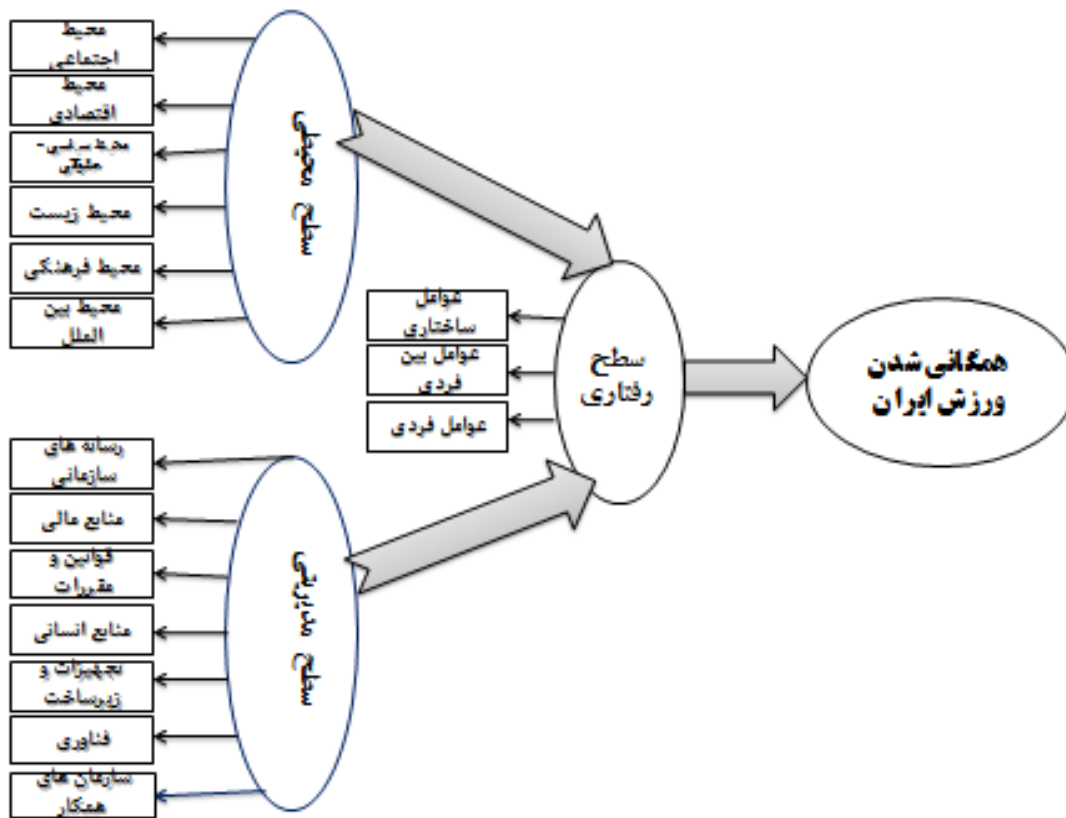 محیط
اجتماعی
محیط
اقتصادی
محیط سیاسی-
حقوقی
محیط زیست
محیط فرهنگی
محیط بین
الملل
سطح محیطی
عوامل
ساختاری
عوامل بین
فردی
عوامل فردی
سطح
رفتاری
همگانی شدن
ورزش ایران
رسانه های
سازمانی
منابع مالی
قوانین و
مقررات
منابع انسانی
تجهیزات و
زیرساخت
فناوری
سازمان های
همکار
سطح مدیریتی